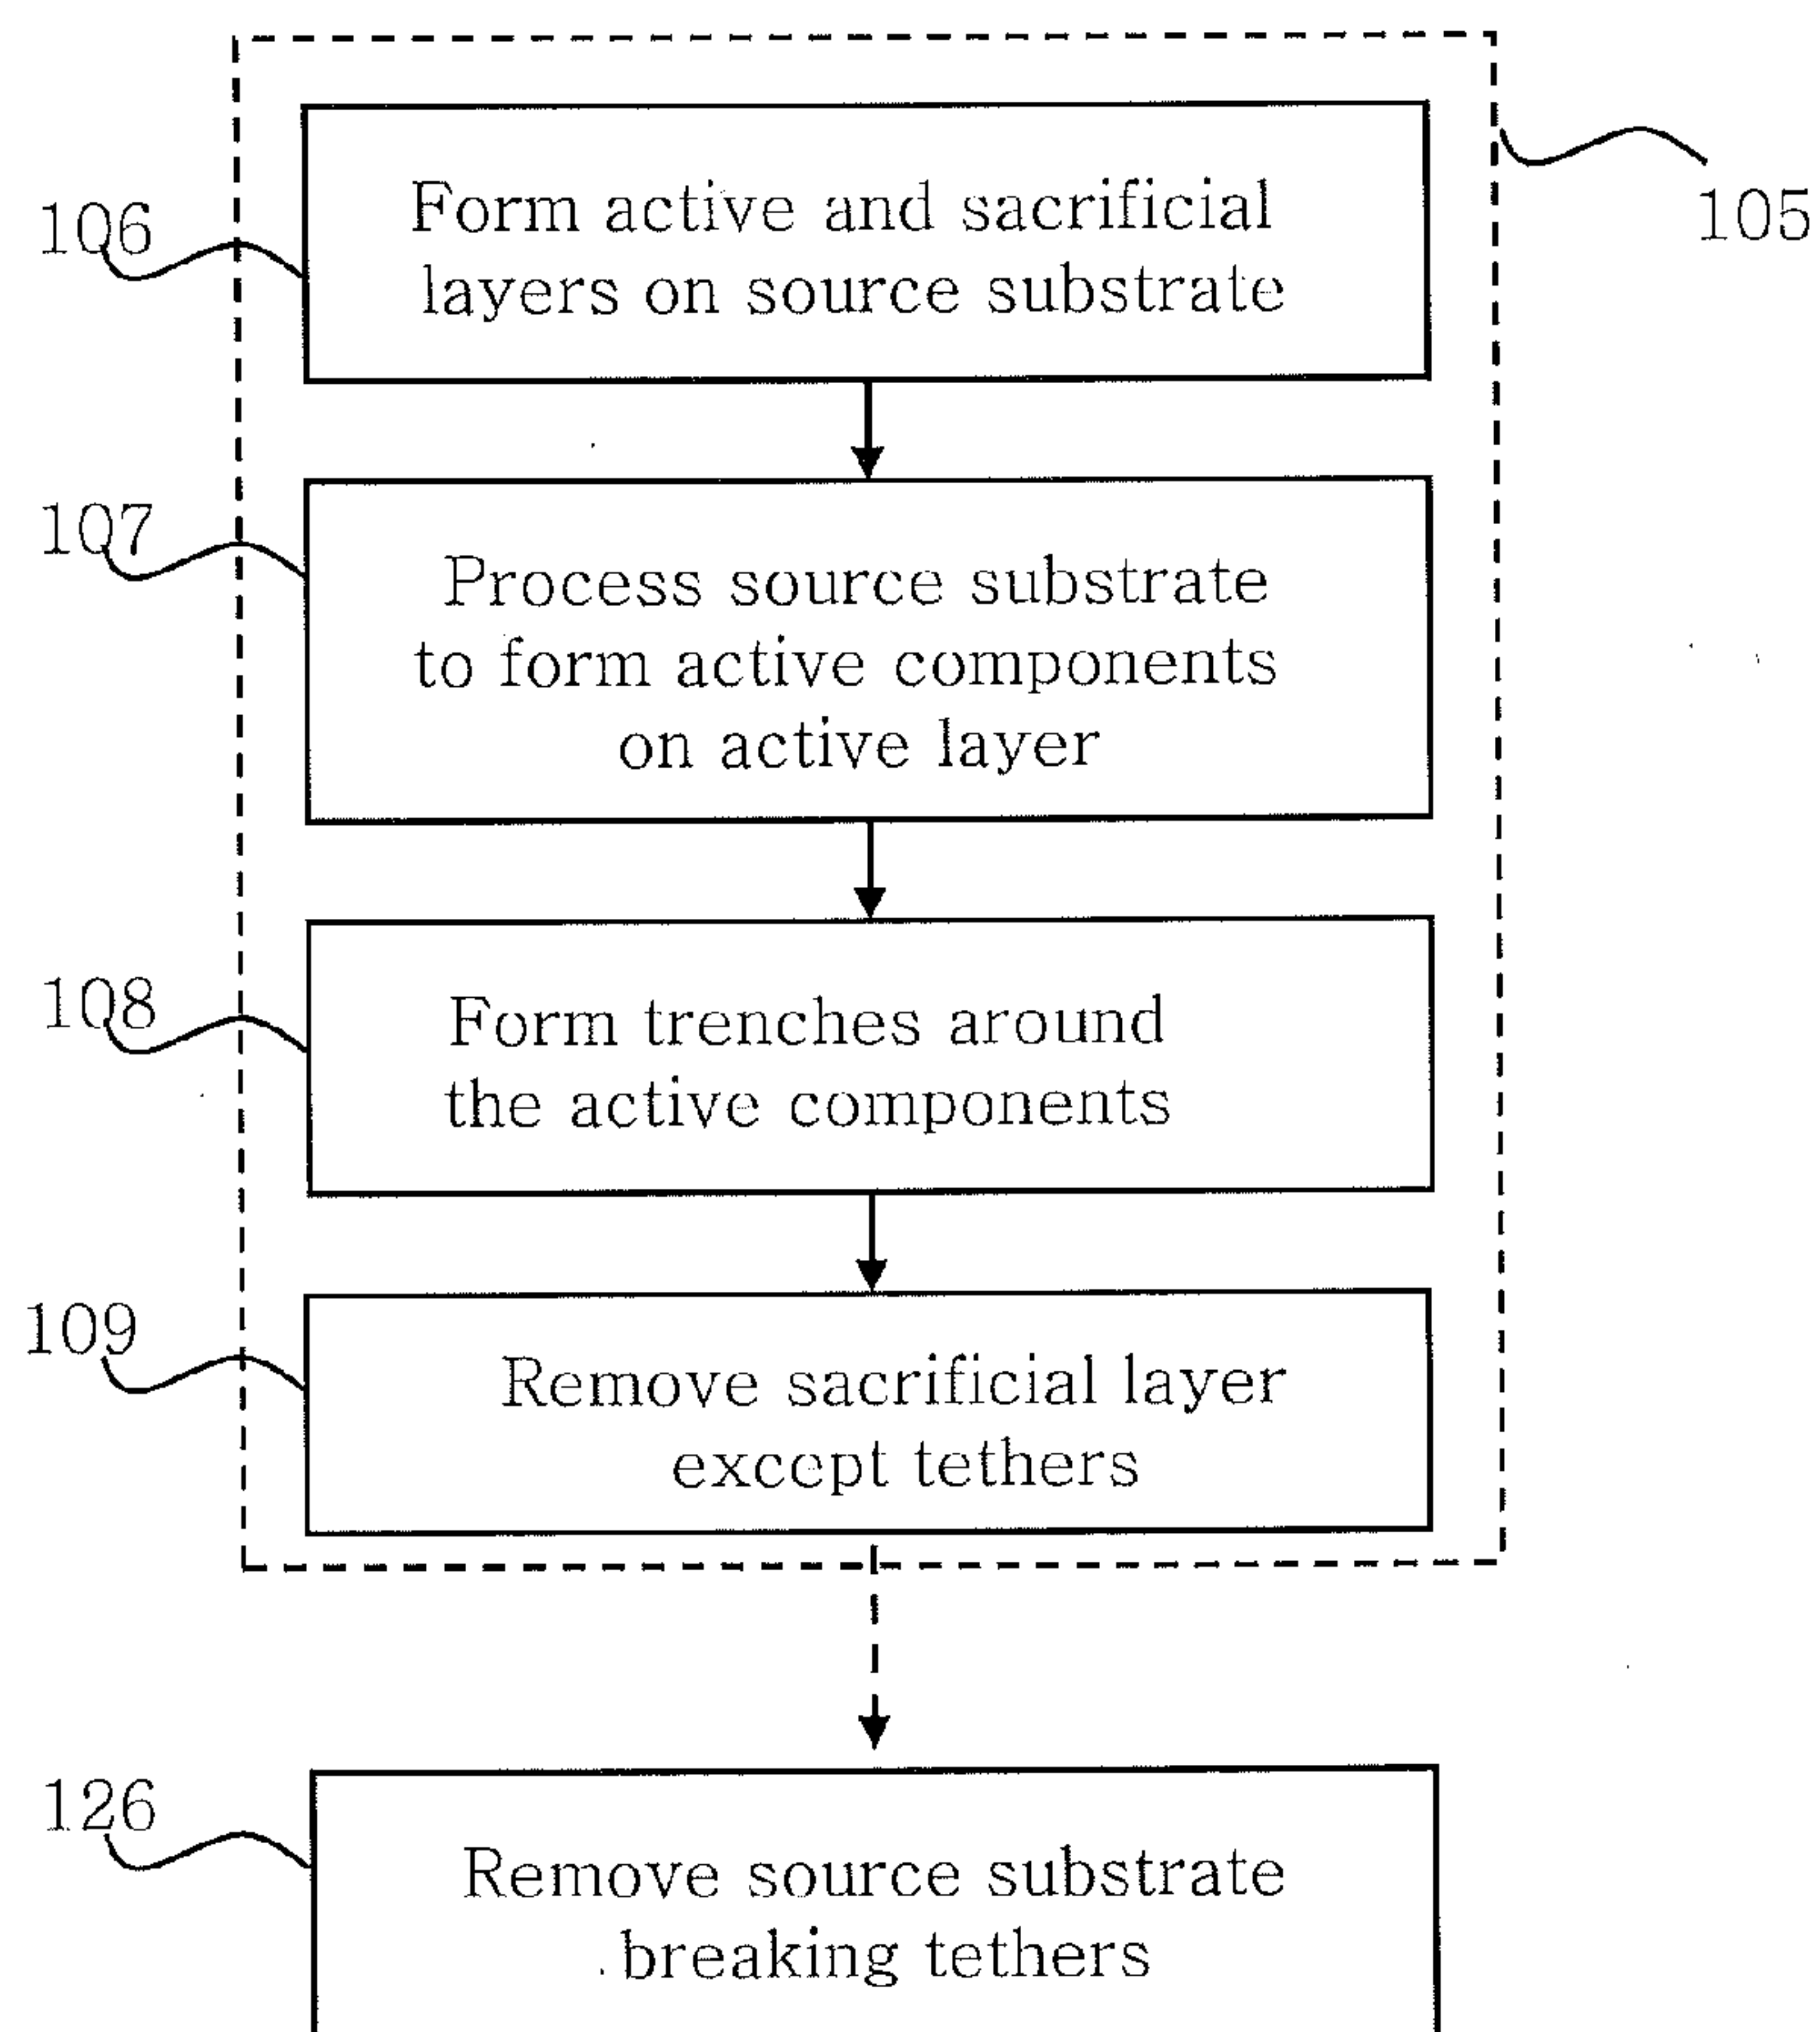 105
106
Form active and sacrificial
layers on source substrate
107
Process source substrate
to form active components
on active layer
108
Form trenches around
the active components
109
Remove sacrificial layer
except tethers
126
Remove source substrate
breaking tethers